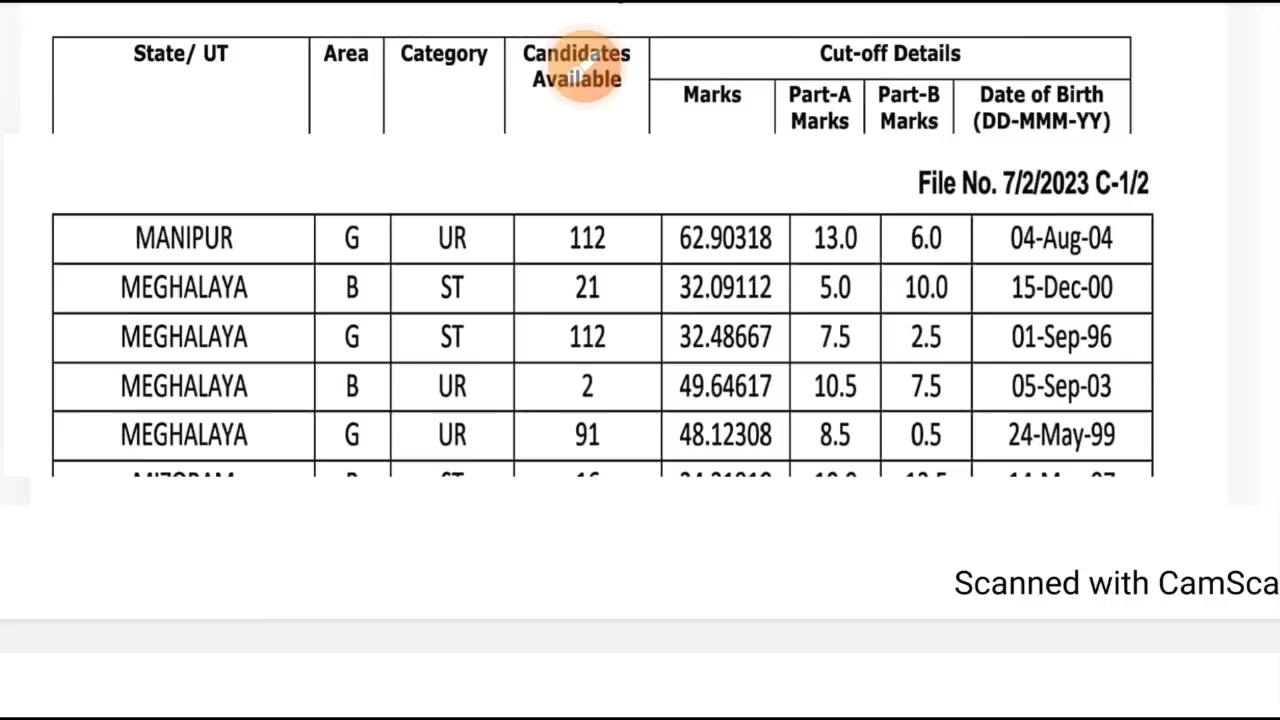 State/ UT Area Category Candidates Available Cut-off Details
Marks Part-A Marks Part-B Marks Date of Birth (DD-MMM-YY)
File No. 7/2/2023 C-1/2
MANIPUR G UR 112 62.90318 13.0 6.0 04-Aug-04
MEGHALAYA B ST 21 32.09112 5.0 10.0 15-Dec-00
MEGHALAYA G ST 112 32.48667 7.5 2.5 01-Sep-96
MEGHALAYA B UR 2 49.64617 10.5 7.5 05-Sep-03
MEGHALAYA G UR 91 48.12308 8.5 0.5 24-May-99
Scanned with CamSca